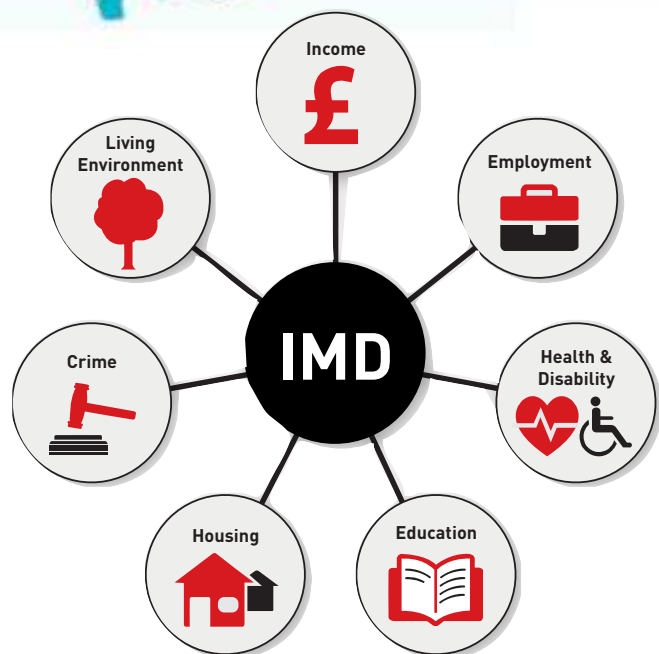 Income
£
Employment
Health &
Disability
Education
Housing
Crime
Living
Environment
IMD